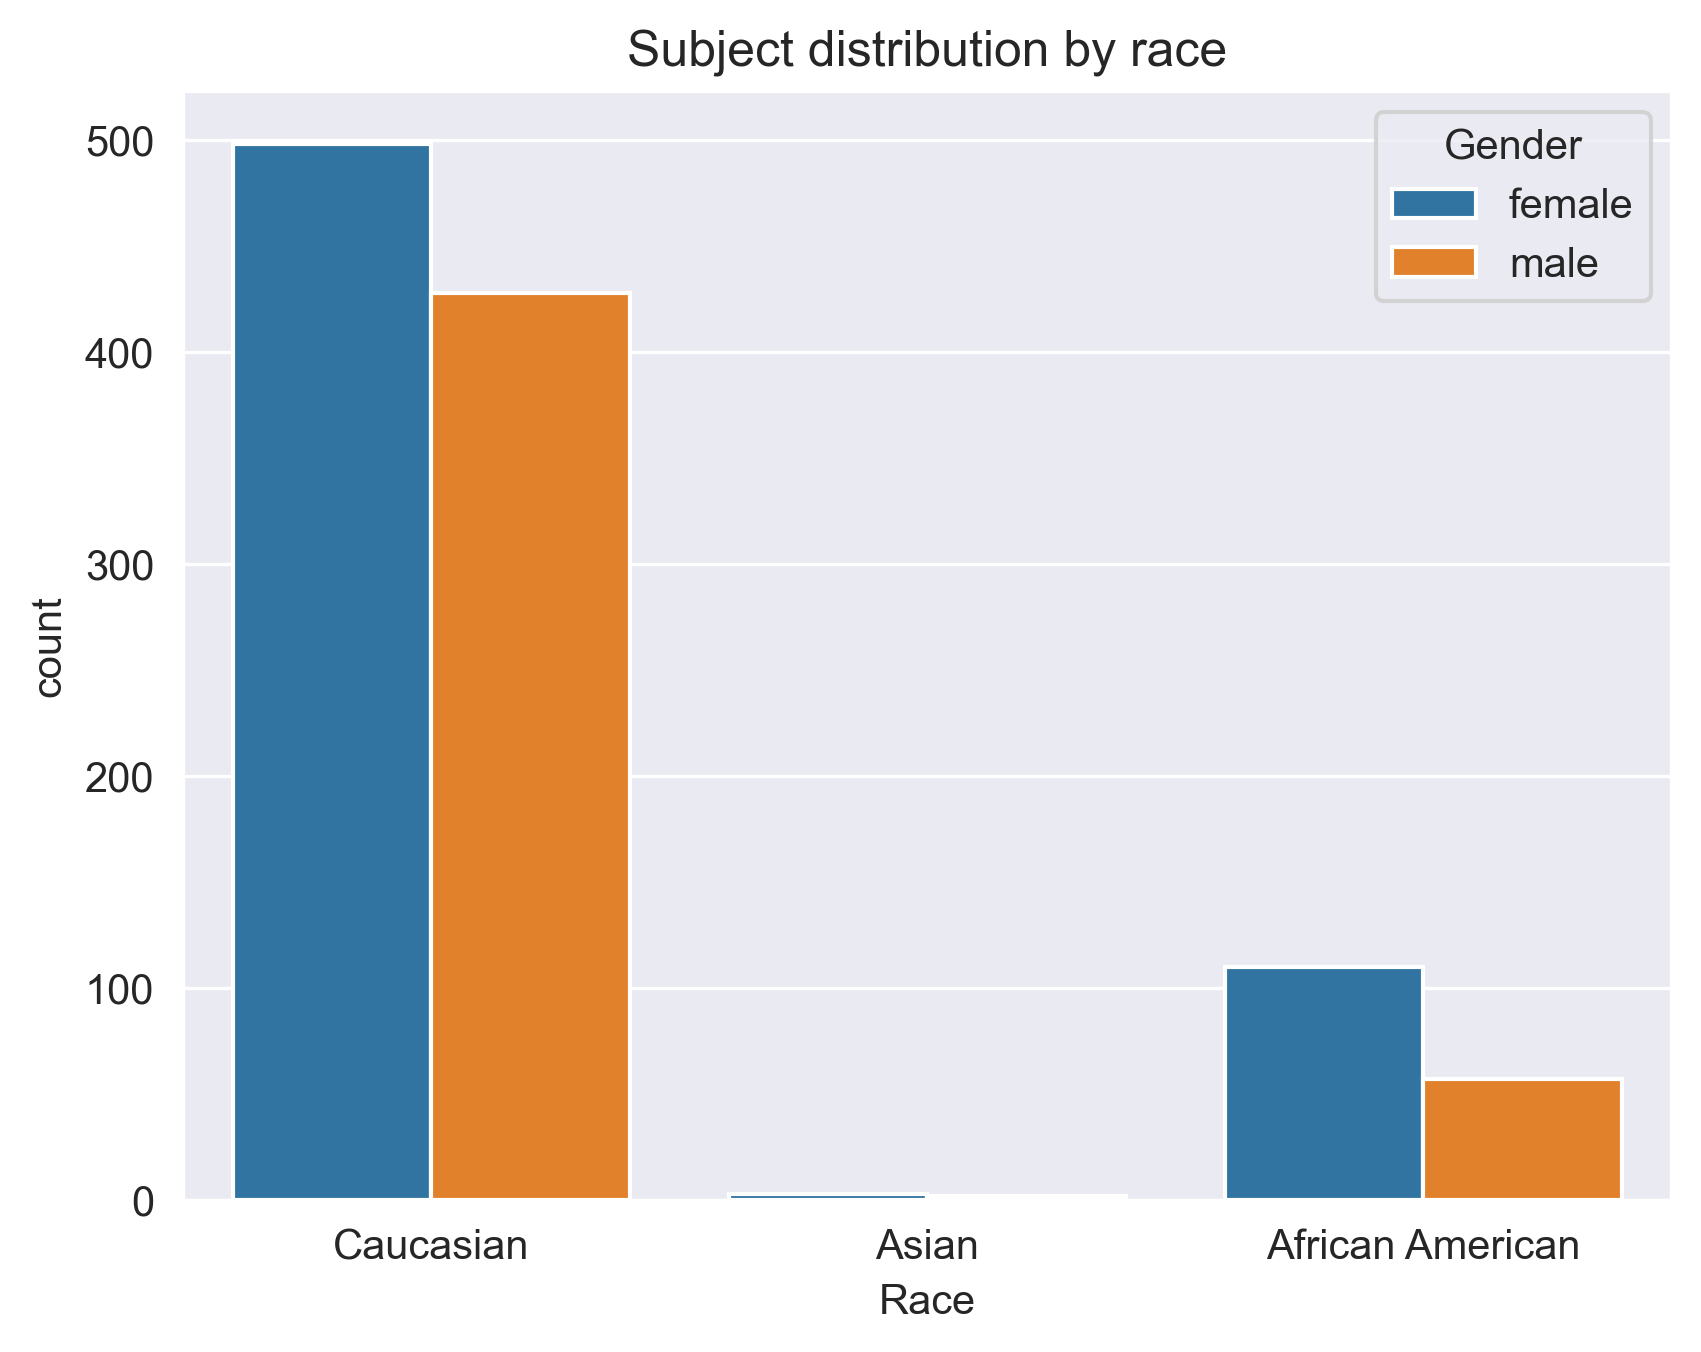 Subject distribution by race
Gender
female
male
500
400
300
200
100
0
count
Caucasian
Asian
African American
Race